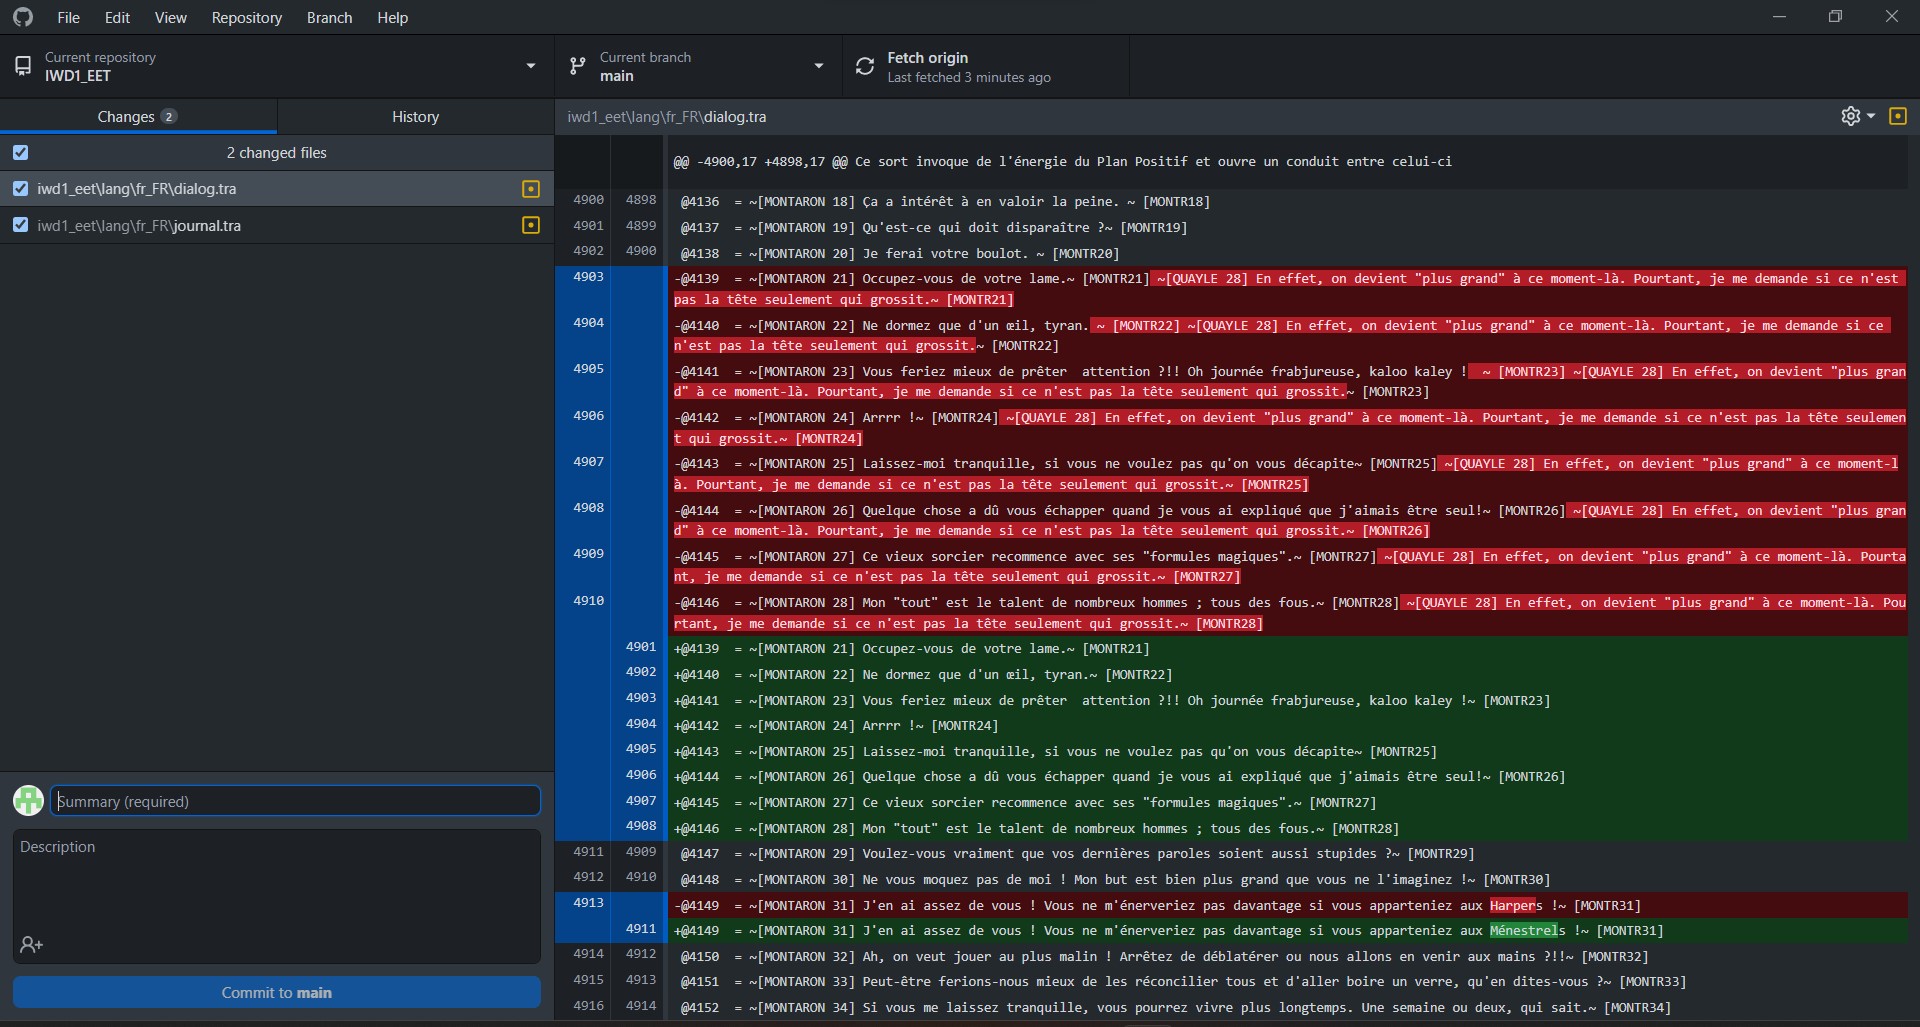 File Edit View Repository Branch Help
Current repository
IWD1_EET
Current branch
main
Fetch origin
Last fetched 3 minutes ago
Changes 2
History
iwd1_eet\lang\fr_FR\dialog.tra
2 changed files
iwd1_eet\lang\fr_FR\dialog.tra
iwd1_eet\lang\fr_FR\journal.tra
Summary (required)
Description
Commit to main
@@ -4900,17 +4898,17 @@ Ce sort invoque de l'énergie du Plan Positif et ouvre un conduit entre celui-ci
4900 4898 @4136 = ~[MONTARON 18] Ça a intérêt à en valoir la peine. ~ [MONTR18]
4901 4899 @4137 = ~[MONTARON 19] Qu'est-ce qui doit disparaître ?~ [MONTR19]
4902 4900 @4138 = ~[MONTARON 20] Je ferai votre boulot. ~ [MONTR20]
4903 -@4139 = ~[MONTARON 21] Occupez-vous de votre lame.~ [MONTR21] ~[QUAYLE 28] En effet, on devient "plus grand" à ce moment-là. Pourtant, je me demande si ce n'est
pas la tête seulement qui grossit.~ [MONTR21]
4904 -@4140 = ~[MONTARON 22] Ne dormez que d'un œil, tyran. ~ [MONTR22] ~[QUAYLE 28] En effet, on devient "plus grand" à ce moment-là. Pourtant, je me demande si ce
n'est pas la tête seulement qui grossit.~ [MONTR22]
4905 -@4141 = ~[MONTARON 23] Vous feriez mieux de prêter  attention ?!! Oh journée frabjureuse, kaloo kaley !  ~ [MONTR23] ~[QUAYLE 28] En effet, on devient "plus gran
d" à ce moment-là. Pourtant, je me demande si ce n'est pas la tête seulement qui grossit.~ [MONTR23]
4906 -@4142 = ~[MONTARON 24] Arrrr !~ [MONTR24] ~[QUAYLE 28] En effet, on devient "plus grand" à ce moment-là. Pourtant, je me demande si ce n'est pas la tête seulemen
t qui grossit.~ [MONTR24]
4907 -@4143 = ~[MONTARON 25] Laissez-moi tranquille, si vous ne voulez pas qu'on vous décapite~ [MONTR25] ~[QUAYLE 28] En effet, on devient "plus grand" à ce moment-l
à. Pourtant, je me demande si ce n'est pas la tête seulement qui grossit.~ [MONTR25]
4908 -@4144 = ~[MONTARON 26] Quelque chose a dû vous échapper quand je vous ai expliqué que j'aimais être seul!~ [MONTR26] ~[QUAYLE 28] En effet, on devient "plus gran
d" à ce moment-là. Pourtant, je me demande si ce n'est pas la tête seulement qui grossit.~ [MONTR26]
4909 -@4145 = ~[MONTARON 27] Ce vieux sorcier recommence avec ses "formules magiques".~ [MONTR27] ~[QUAYLE 28] En effet, on devient "plus grand" à ce moment-là. Pourta
nt, je me demande si ce n'est pas la tête seulement qui grossit.~ [MONTR27]
4910 -@4146 = ~[MONTARON 28] Mon "tout" est le talent de nombreux hommes ; tous des fous.~ [MONTR28] ~[QUAYLE 28] En effet, on devient "plus grand" à ce moment-là. Pou
rtant, je me demande si ce n'est pas la tête seulement qui grossit.~ [MONTR28]
4901 +@4139 = ~[MONTARON 21] Occupez-vous de votre lame.~ [MONTR21]
4902 +@4140 = ~[MONTARON 22] Ne dormez que d'un œil, tyran.~ [MONTR22]
4903 +@4141 = ~[MONTARON 23] Vous feriez mieux de prêter  attention ?!! Oh journée frabjureuse, kaloo kaley !~ [MONTR23]
4904 +@4142 = ~[MONTARON 24] Arrrr !~ [MONTR24]
4905 +@4143 = ~[MONTARON 25] Laissez-moi tranquille, si vous ne voulez pas qu'on vous décapite~ [MONTR25]
4906 +@4144 = ~[MONTARON 26] Quelque chose a dû vous échapper quand je vous ai expliqué que j'aimais être seul!~ [MONTR26]
4907 +@4145 = ~[MONTARON 27] Ce vieux sorcier recommence avec ses "formules magiques".~ [MONTR27]
4908 +@4146 = ~[MONTARON 28] Mon "tout" est le talent de nombreux hommes ; tous des fous.~ [MONTR28]
4911 4909 @4147 = ~[MONTARON 29] Voulez-vous vraiment que vos dernières paroles soient aussi stupides ?~ [MONTR29]
4912 4910 @4148 = ~[MONTARON 30] Ne vous moquez pas de moi ! Mon but est bien plus grand que vous ne l'imaginez !~ [MONTR30]
4913 -@4149 = ~[MONTARON 31] J'en ai assez de vous ! Vous ne m'énerveriez pas davantage si vous apparteniez aux Harpers !~ [MONTR31]
4911 +@4149 = ~[MONTARON 31] J'en ai assez de vous ! Vous ne m'énerveriez pas davantage si vous apparteniez aux Ménestrels !~ [MONTR31]
4914 4912 @4150 = ~[MONTARON 32] Ah, on veut jouer au plus malin ! Arrêtez de déblatérer ou nous allons en venir aux mains ?!!~ [MONTR32]
4915 4913 @4151 = ~[MONTARON 33] Peut-être ferions-nous mieux de les réconcilier tous et d'aller boire un verre, qu'en dites-vous ?~ [MONTR33]
4916 4914 @4152 = ~[MONTARON 34] Si vous me laissez tranquille, vous pourrez vivre plus longtemps. Une semaine ou deux, qui sait.~ [MONTR34]